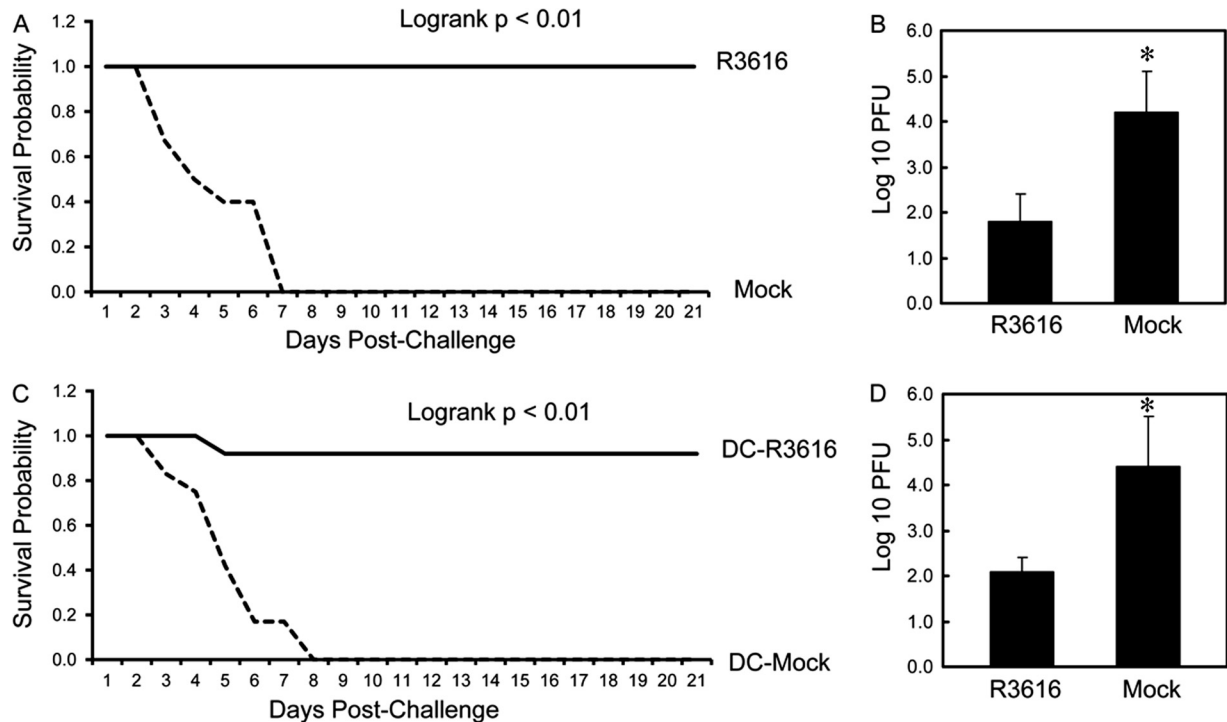 A
Logrank p < 0.01
Survival Probability
1.2
1.0
0.8
0.6
0.4
0.2
0.0
R3616
Mock
1 2 3 4 5 6 7 8 9 10 11 12 13 14 15 16 17 18 19 20 21
Days Post-Challenge
B
Log 10 PFU
6.0
5.0
4.0
3.0
2.0
1.0
0.0
*
R3616 Mock
C
Logrank p < 0.01
Survival Probability
1.2
1.0
0.8
0.6
0.4
0.2
0.0
DC-R3616
DC-Mock
1 2 3 4 5 6 7 8 9 10 11 12 13 14 15 16 17 18 19 20 21
Days Post-Challenge
D
Log 10 PFU
6.0
5.0
4.0
3.0
2.0
1.0
0.0
*
R3616 Mock